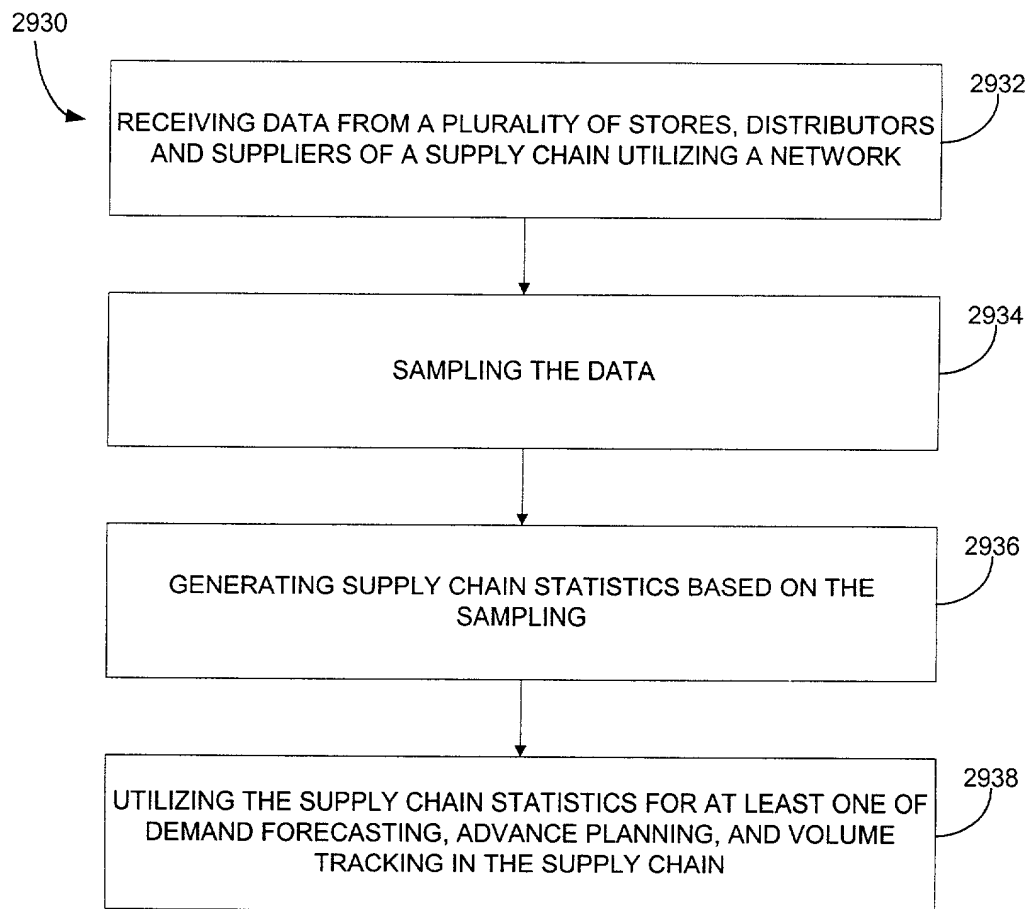 2930
2932
RECEIVING DATA FROM A PLURALITY OF STORES, DISTRIBUTORS
AND SUPPLIERS OF A SUPPLY CHAIN UTILIZING A NETWORK
2934
SAMPLING THE DATA
2936
GENERATING SUPPLY CHAIN STATISTICS BASED ON THE
SAMPLING
2938
UTILIZING THE SUPPLY CHAIN STATISTICS FOR AT LEAST ONE OF
DEMAND FORECASTING, ADVANCE PLANNING, AND VOLUME
TRACKING IN THE SUPPLY CHAIN